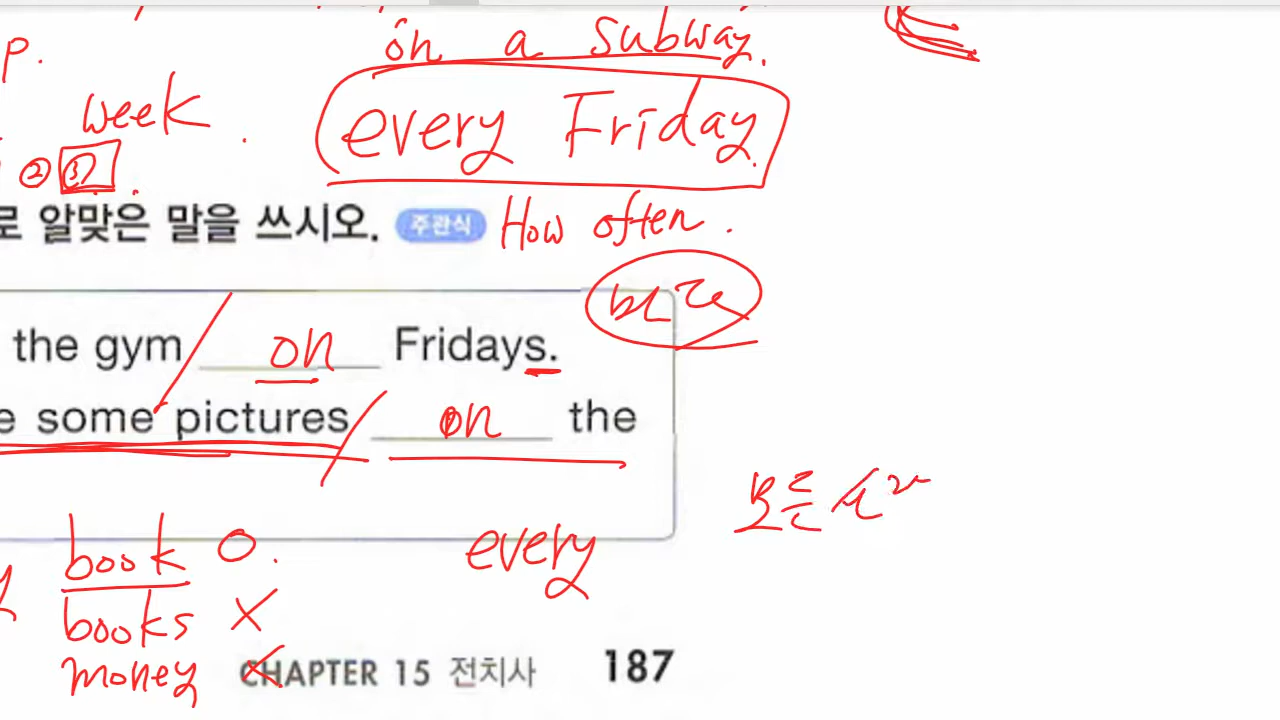 on a subway.
p.
week.
every Friday.
② ③.
로 알맞은 말을 쓰시오. 주관식 How often.
the gym on Fridays.
e some pictures on the
모든
book O.
every
books X
money X
CHAPTER 15 전치사 187